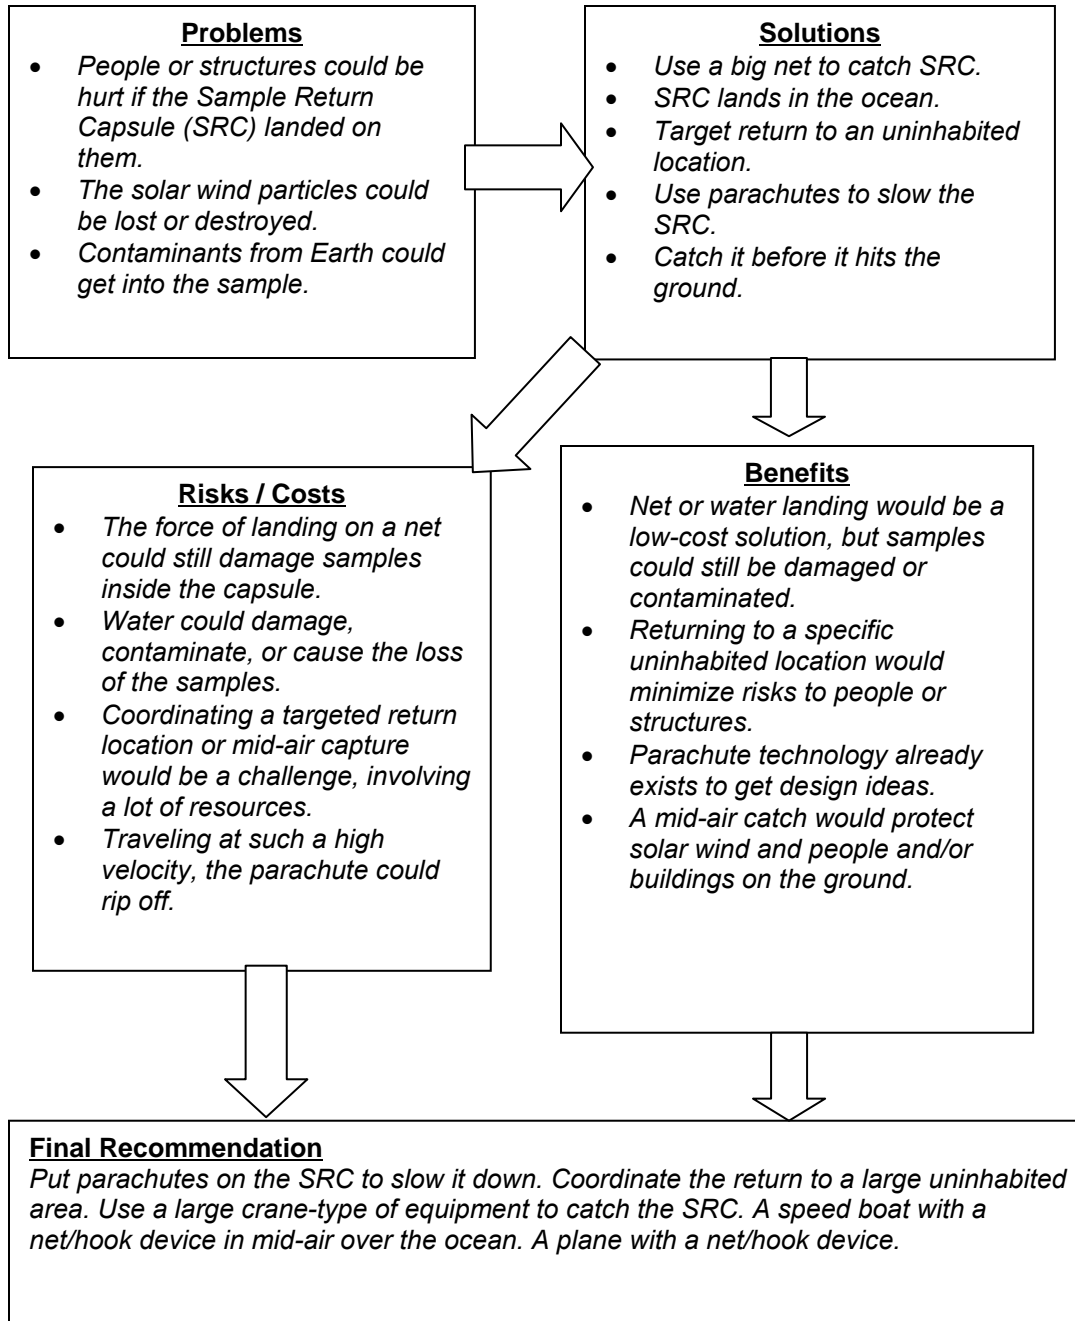 Problems
• People or structures could be
hurt if the Sample Return
Capsule (SRC) landed on
them.
• The solar wind particles could
be lost or destroyed.
• Contaminants from Earth could
get into the sample.
Solutions
• Use a big net to catch SRC.
• SRC lands in the ocean.
• Target return to an uninhabited
location.
• Use parachutes to slow the
SRC.
• Catch it before it hits the
ground.
Risks / Costs
• The force of landing on a net
could still damage samples
inside the capsule.
• Water could damage,
contaminate, or cause the loss
of the samples.
• Coordinating a targeted return
location or mid-air capture
would be a challenge, involving
a lot of resources.
• Traveling at such a high
velocity, the parachute could
rip off.
Benefits
• Net or water landing would be a
low-cost solution, but samples
could still be damaged or
contaminated.
• Returning to a specific
uninhabited location would
minimize risks to people or
structures.
• Parachute technology already
exists to get design ideas.
• A mid-air catch would protect
solar wind and people and/or
buildings on the ground.
Final Recommendation
Put parachutes on the SRC to slow it down. Coordinate the return to a large uninhabited
area. Use a large crane-type of equipment to catch the SRC. A speed boat with a
net/hook device in mid-air over the ocean. A plane with a net/hook device.